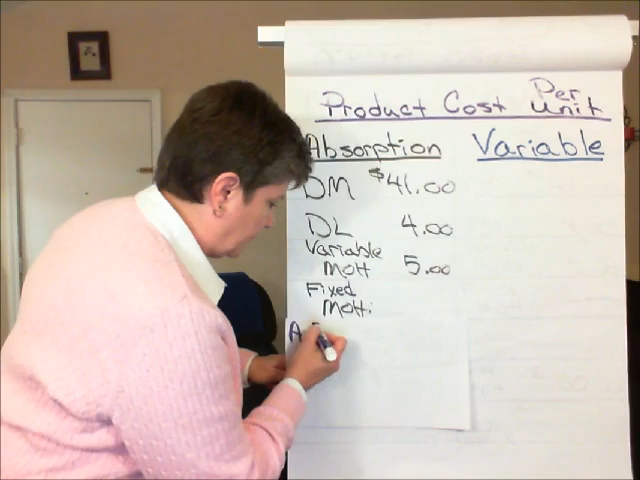 Product Cost Per Unit
Absorption Variable
DM $41.00
DL 4.00
Variable
MOH 5.00
Fixed
MOH:
A